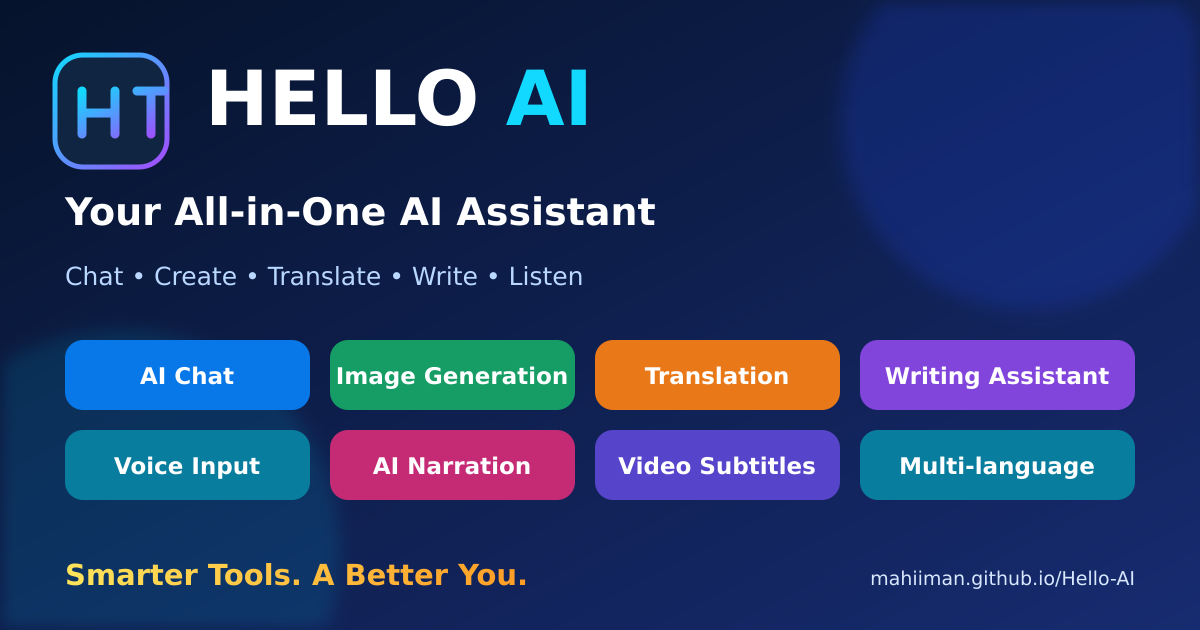 HT
HELLO AI
Your All-in-One AI Assistant
Chat • Create • Translate • Write • Listen
AI Chat
Image Generation
Translation
Writing Assistant
Voice Input
AI Narration
Video Subtitles
Multi-language
Smarter Tools. A Better You.
mahiiman.github.io/Hello-AI